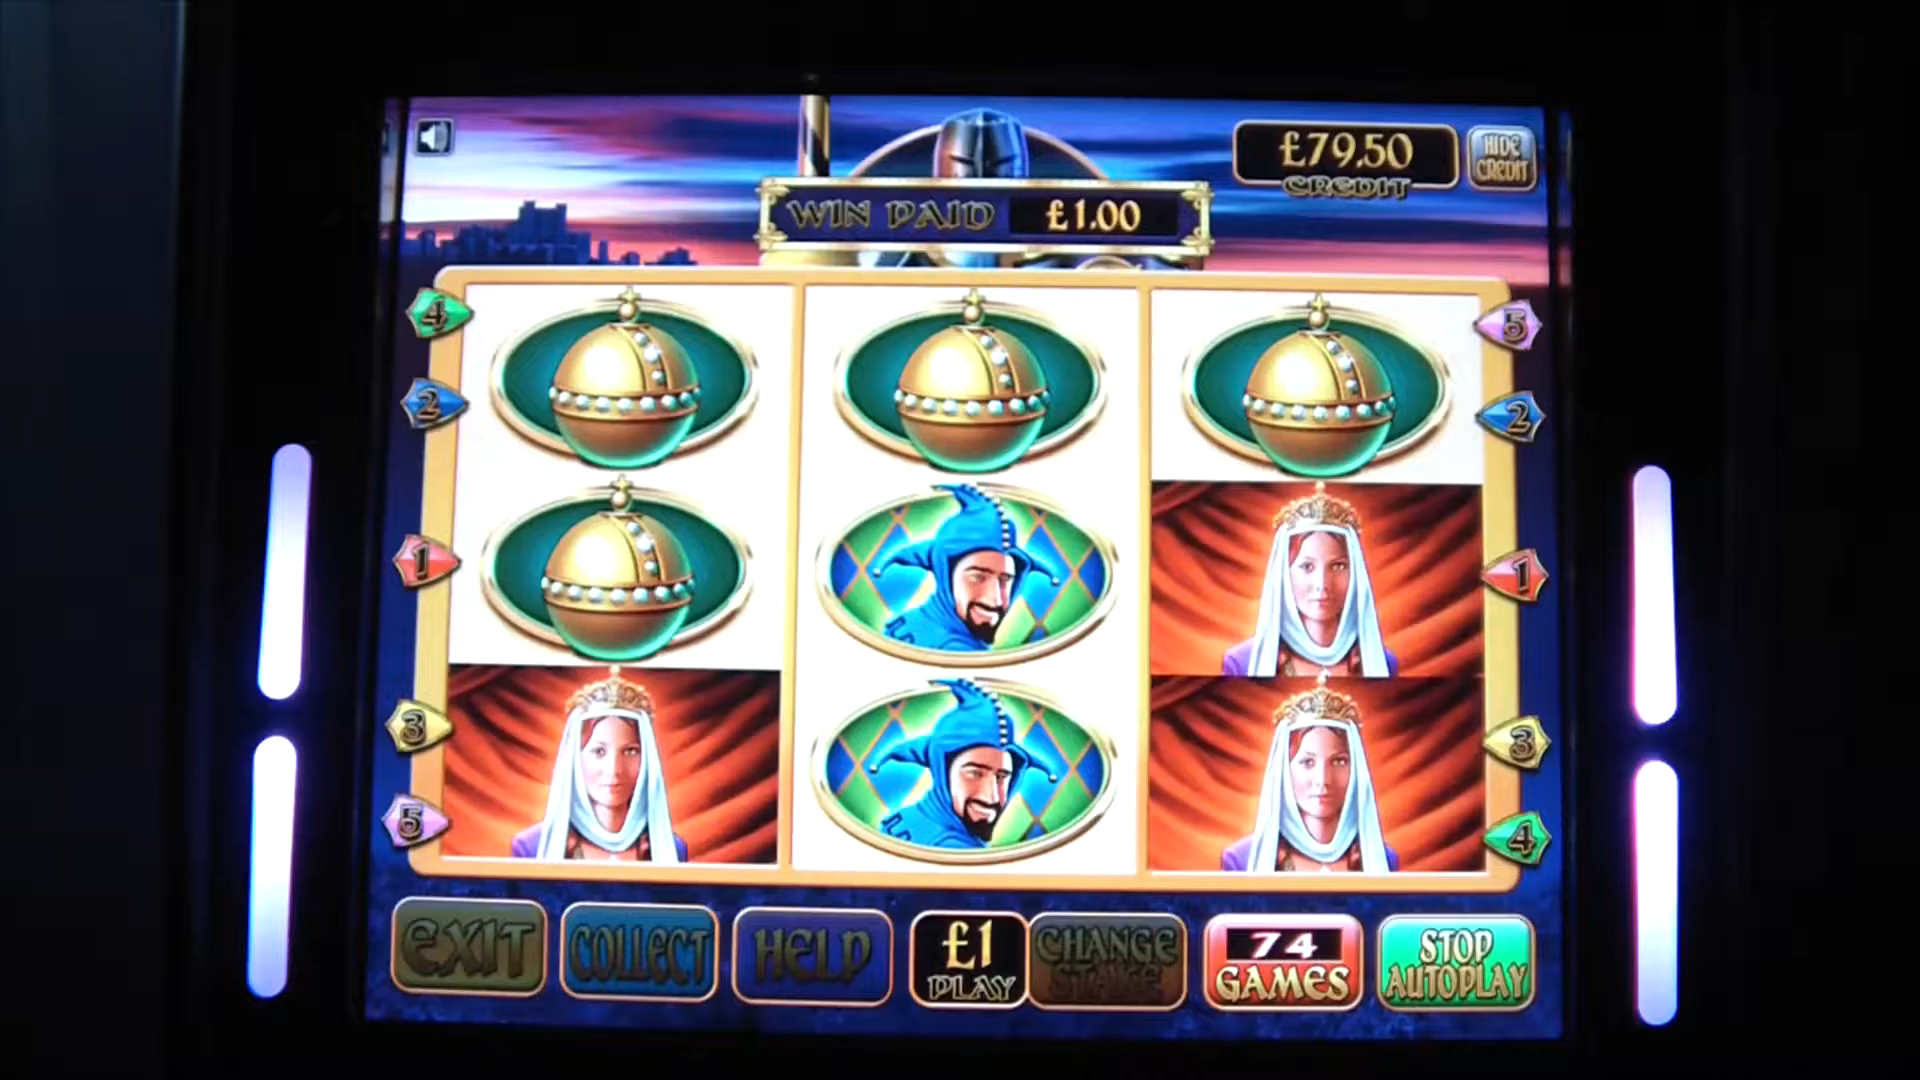 £79.50
HIDE
CREDIT
CREDIT
WIN PAID £1.00
4
5
2
2
1
1
3
3
5
4
EXIT
COLLECT
HELP
£1
PLAY
CHANGE
STAKE
74
GAMES
STOP
AUTOPLAY